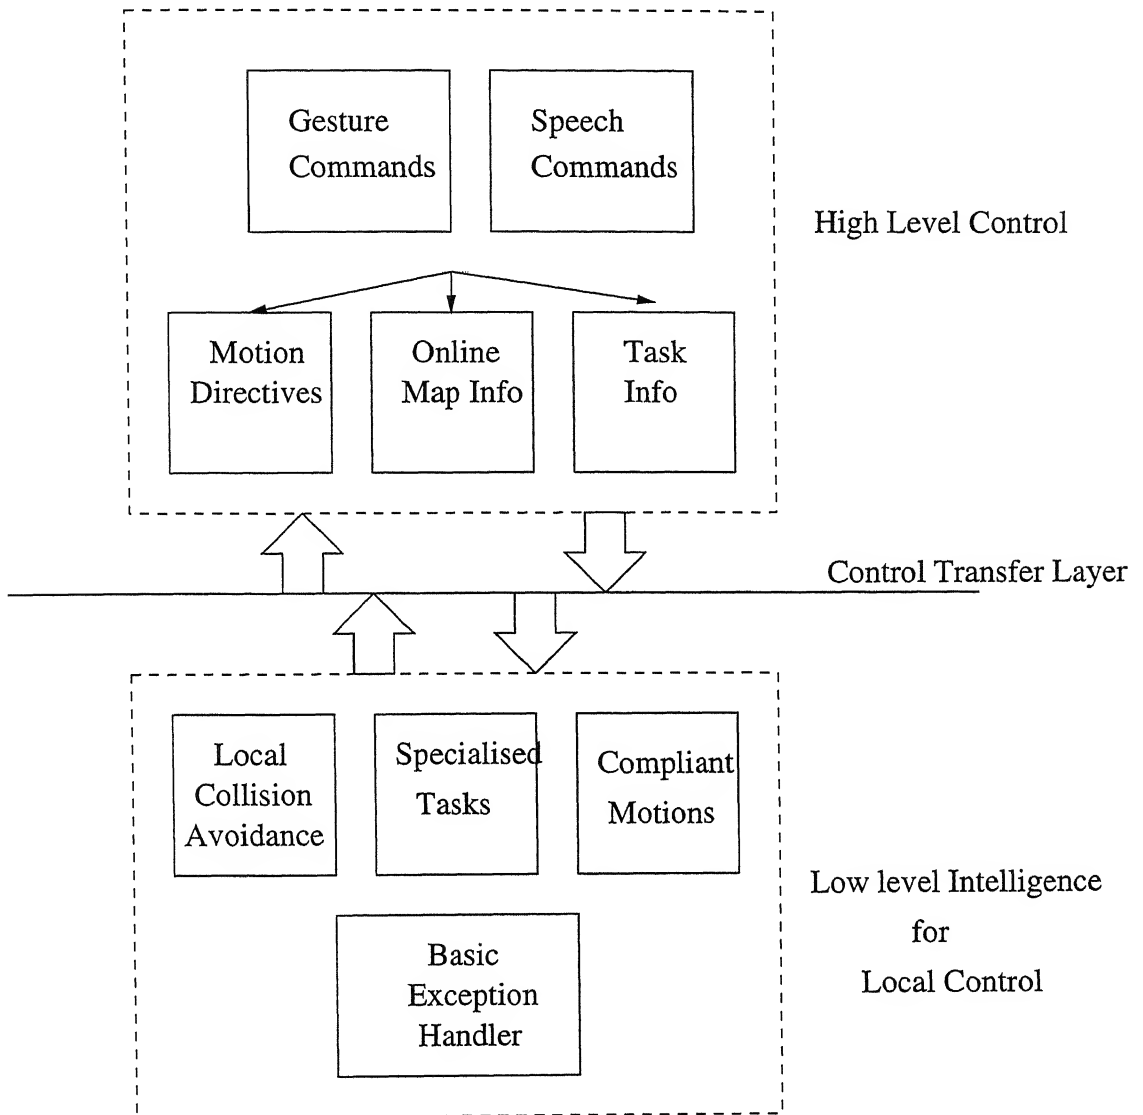 Gesture
Commands
Speech
Commands
High Level Control
Motion
Directives
Online
Map Info
Task
Info
Control Transfer Layer
Local
Collision
Avoidance
Specialised
Tasks
Compliant
Motions
Low level Intelligence
for
Local Control
Basic
Exception
Handler